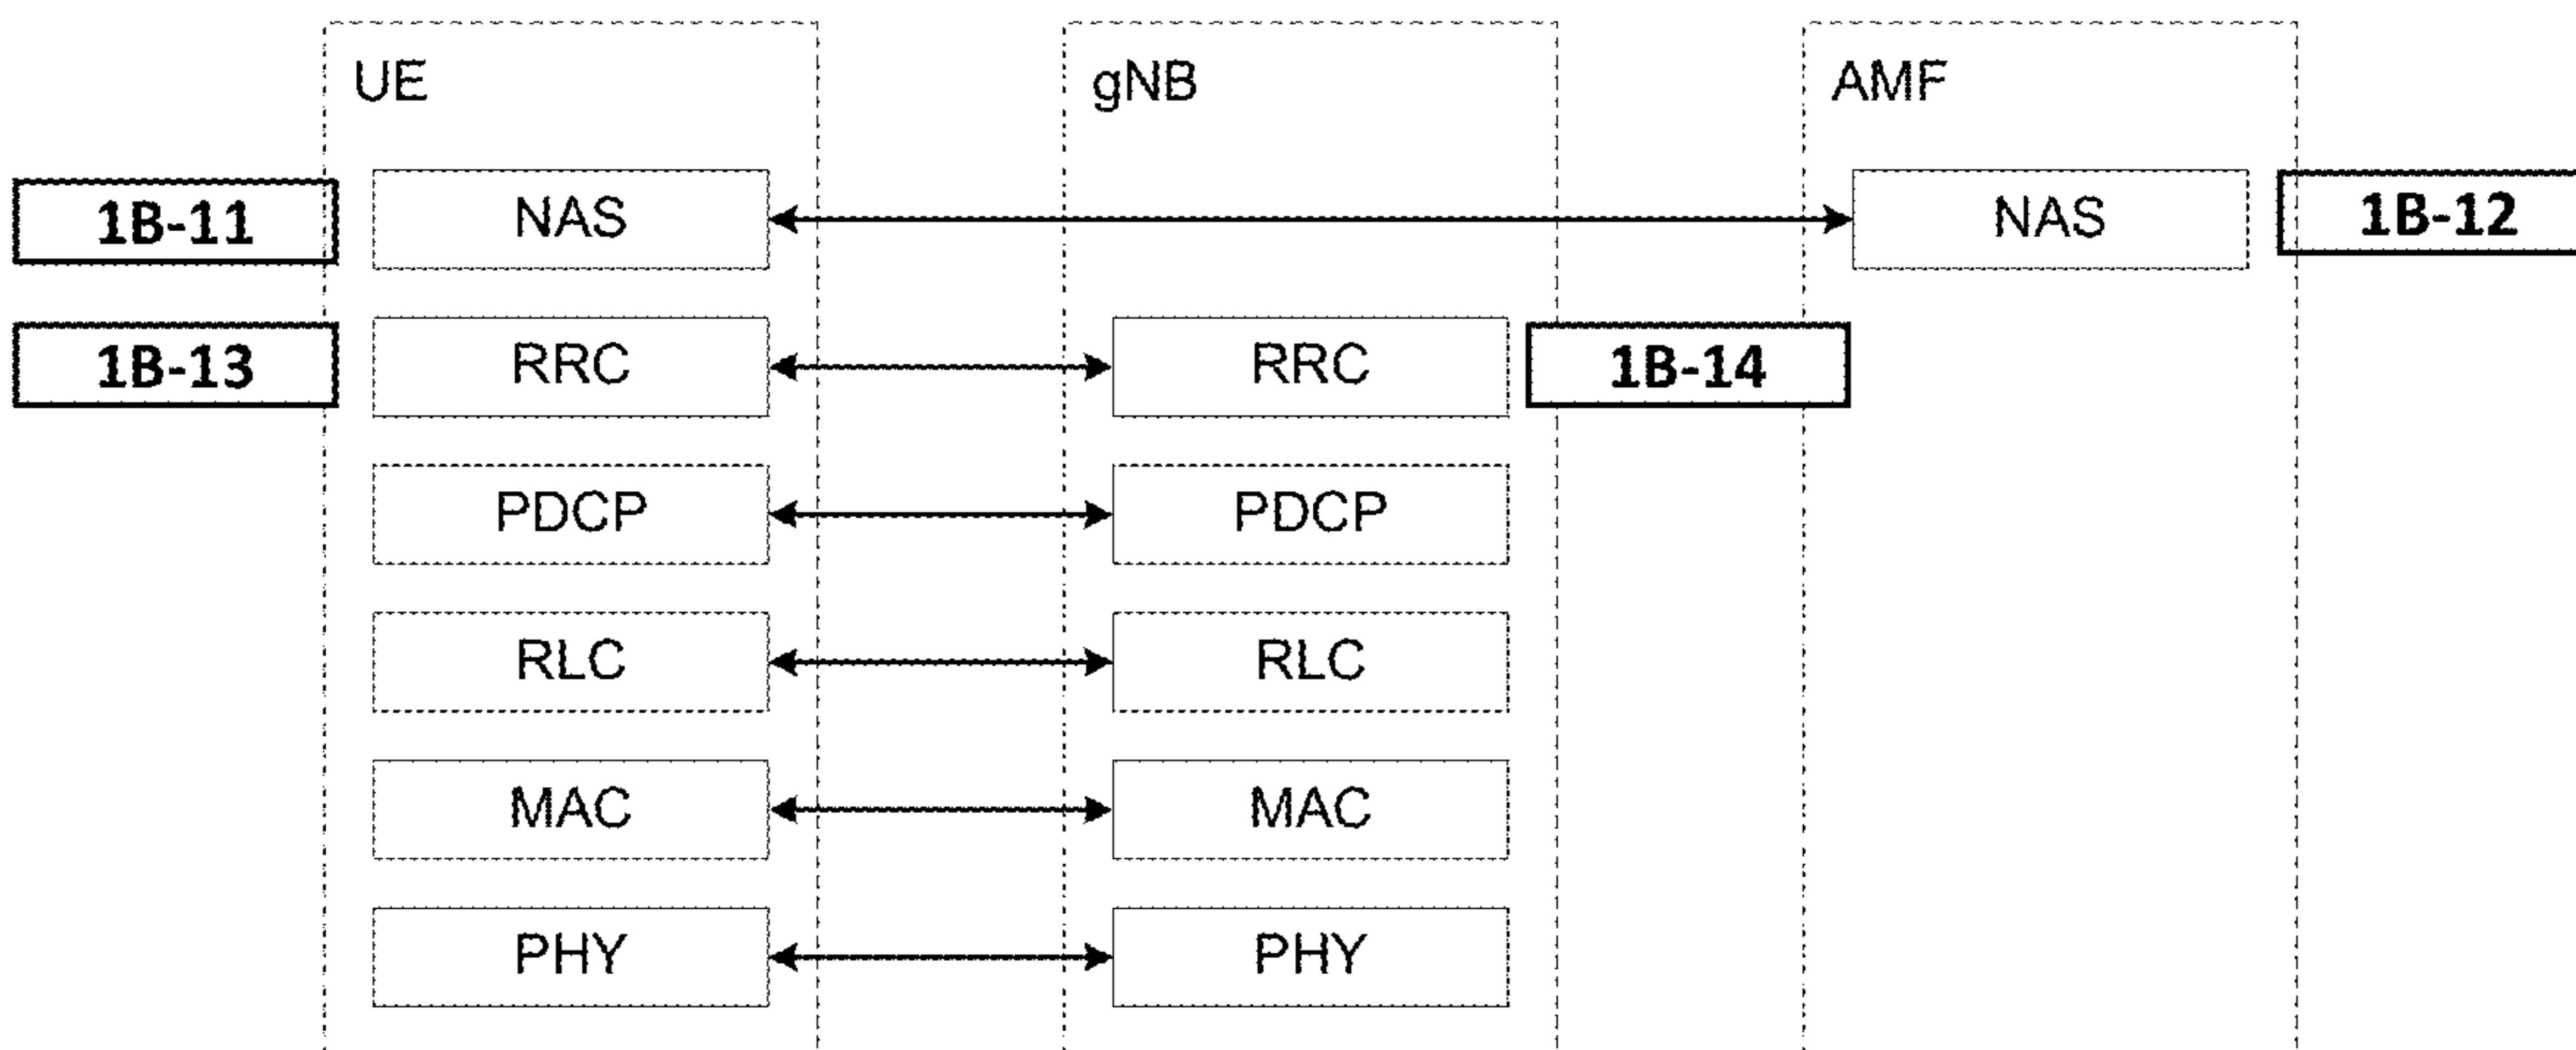 UE gNB AMF
1B-11 NAS NAS 1B-12
1B-13 RRC RRC 1B-14
PDCP PDCP
RLC RLC
MAC MAC
PHY PHY